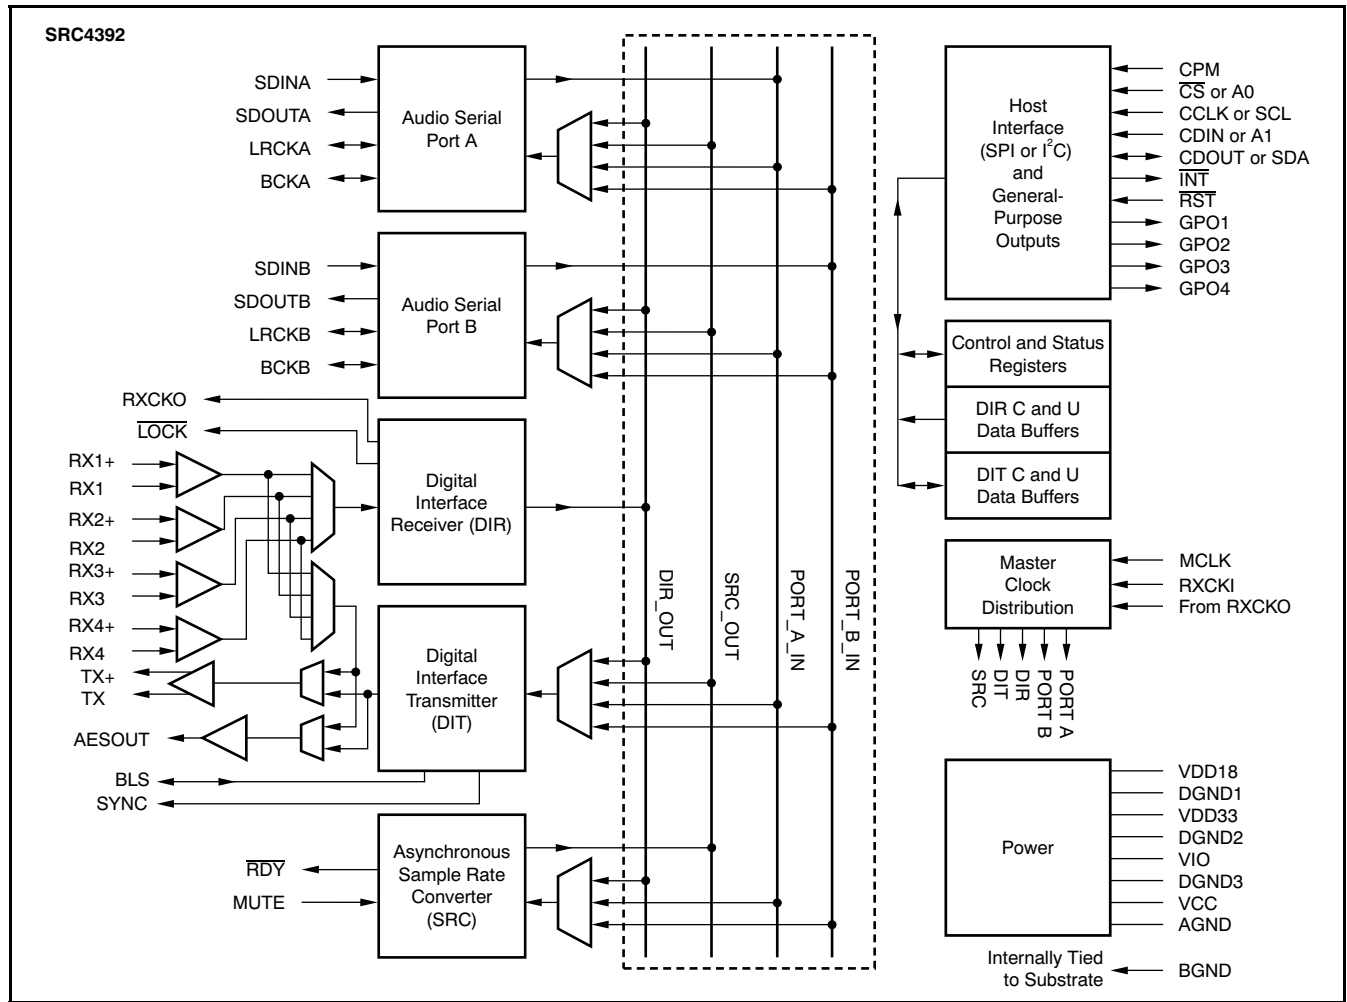 SRC4392
SDINA
SDOUTA
LRCKA
BCKA
Audio Serial
Port A
SDINB
SDOUTB
LRCKB
BCKB
Audio Serial
Port B
RXCKO
LOCK
RX1+
RX1
RX2+
RX2
RX3+
RX3
RX4+
RX4
TX+
TX
AESOUT
BLS
SYNC
Digital
Interface
Receiver (DIR)
Digital
Interface
Transmitter
(DIT)
RDY
MUTE
Asynchronous
Sample Rate
Converter
(SRC)
DIR_OUT
SRC_OUT
PORT_A_IN
PORT_B_IN
Host
Interface
(SPI or I²C)
and
General-
Purpose
Outputs
CPM
CS or A0
CCLK or SCL
CDIN or A1
CDOUT or SDA
INT
RST
GPO1
GPO2
GPO3
GPO4
Control and Status
Registers
DIR C and U
Data Buffers
DIT C and U
Data Buffers
Master
Clock
Distribution
MCLK
RXCKI
From RXCKO
SRC
DIT
DIR
PORT B
PORT A
Power
VDD18
DGND1
VDD33
DGND2
VIO
DGND3
VCC
AGND
Internally Tied
to Substrate
BGND